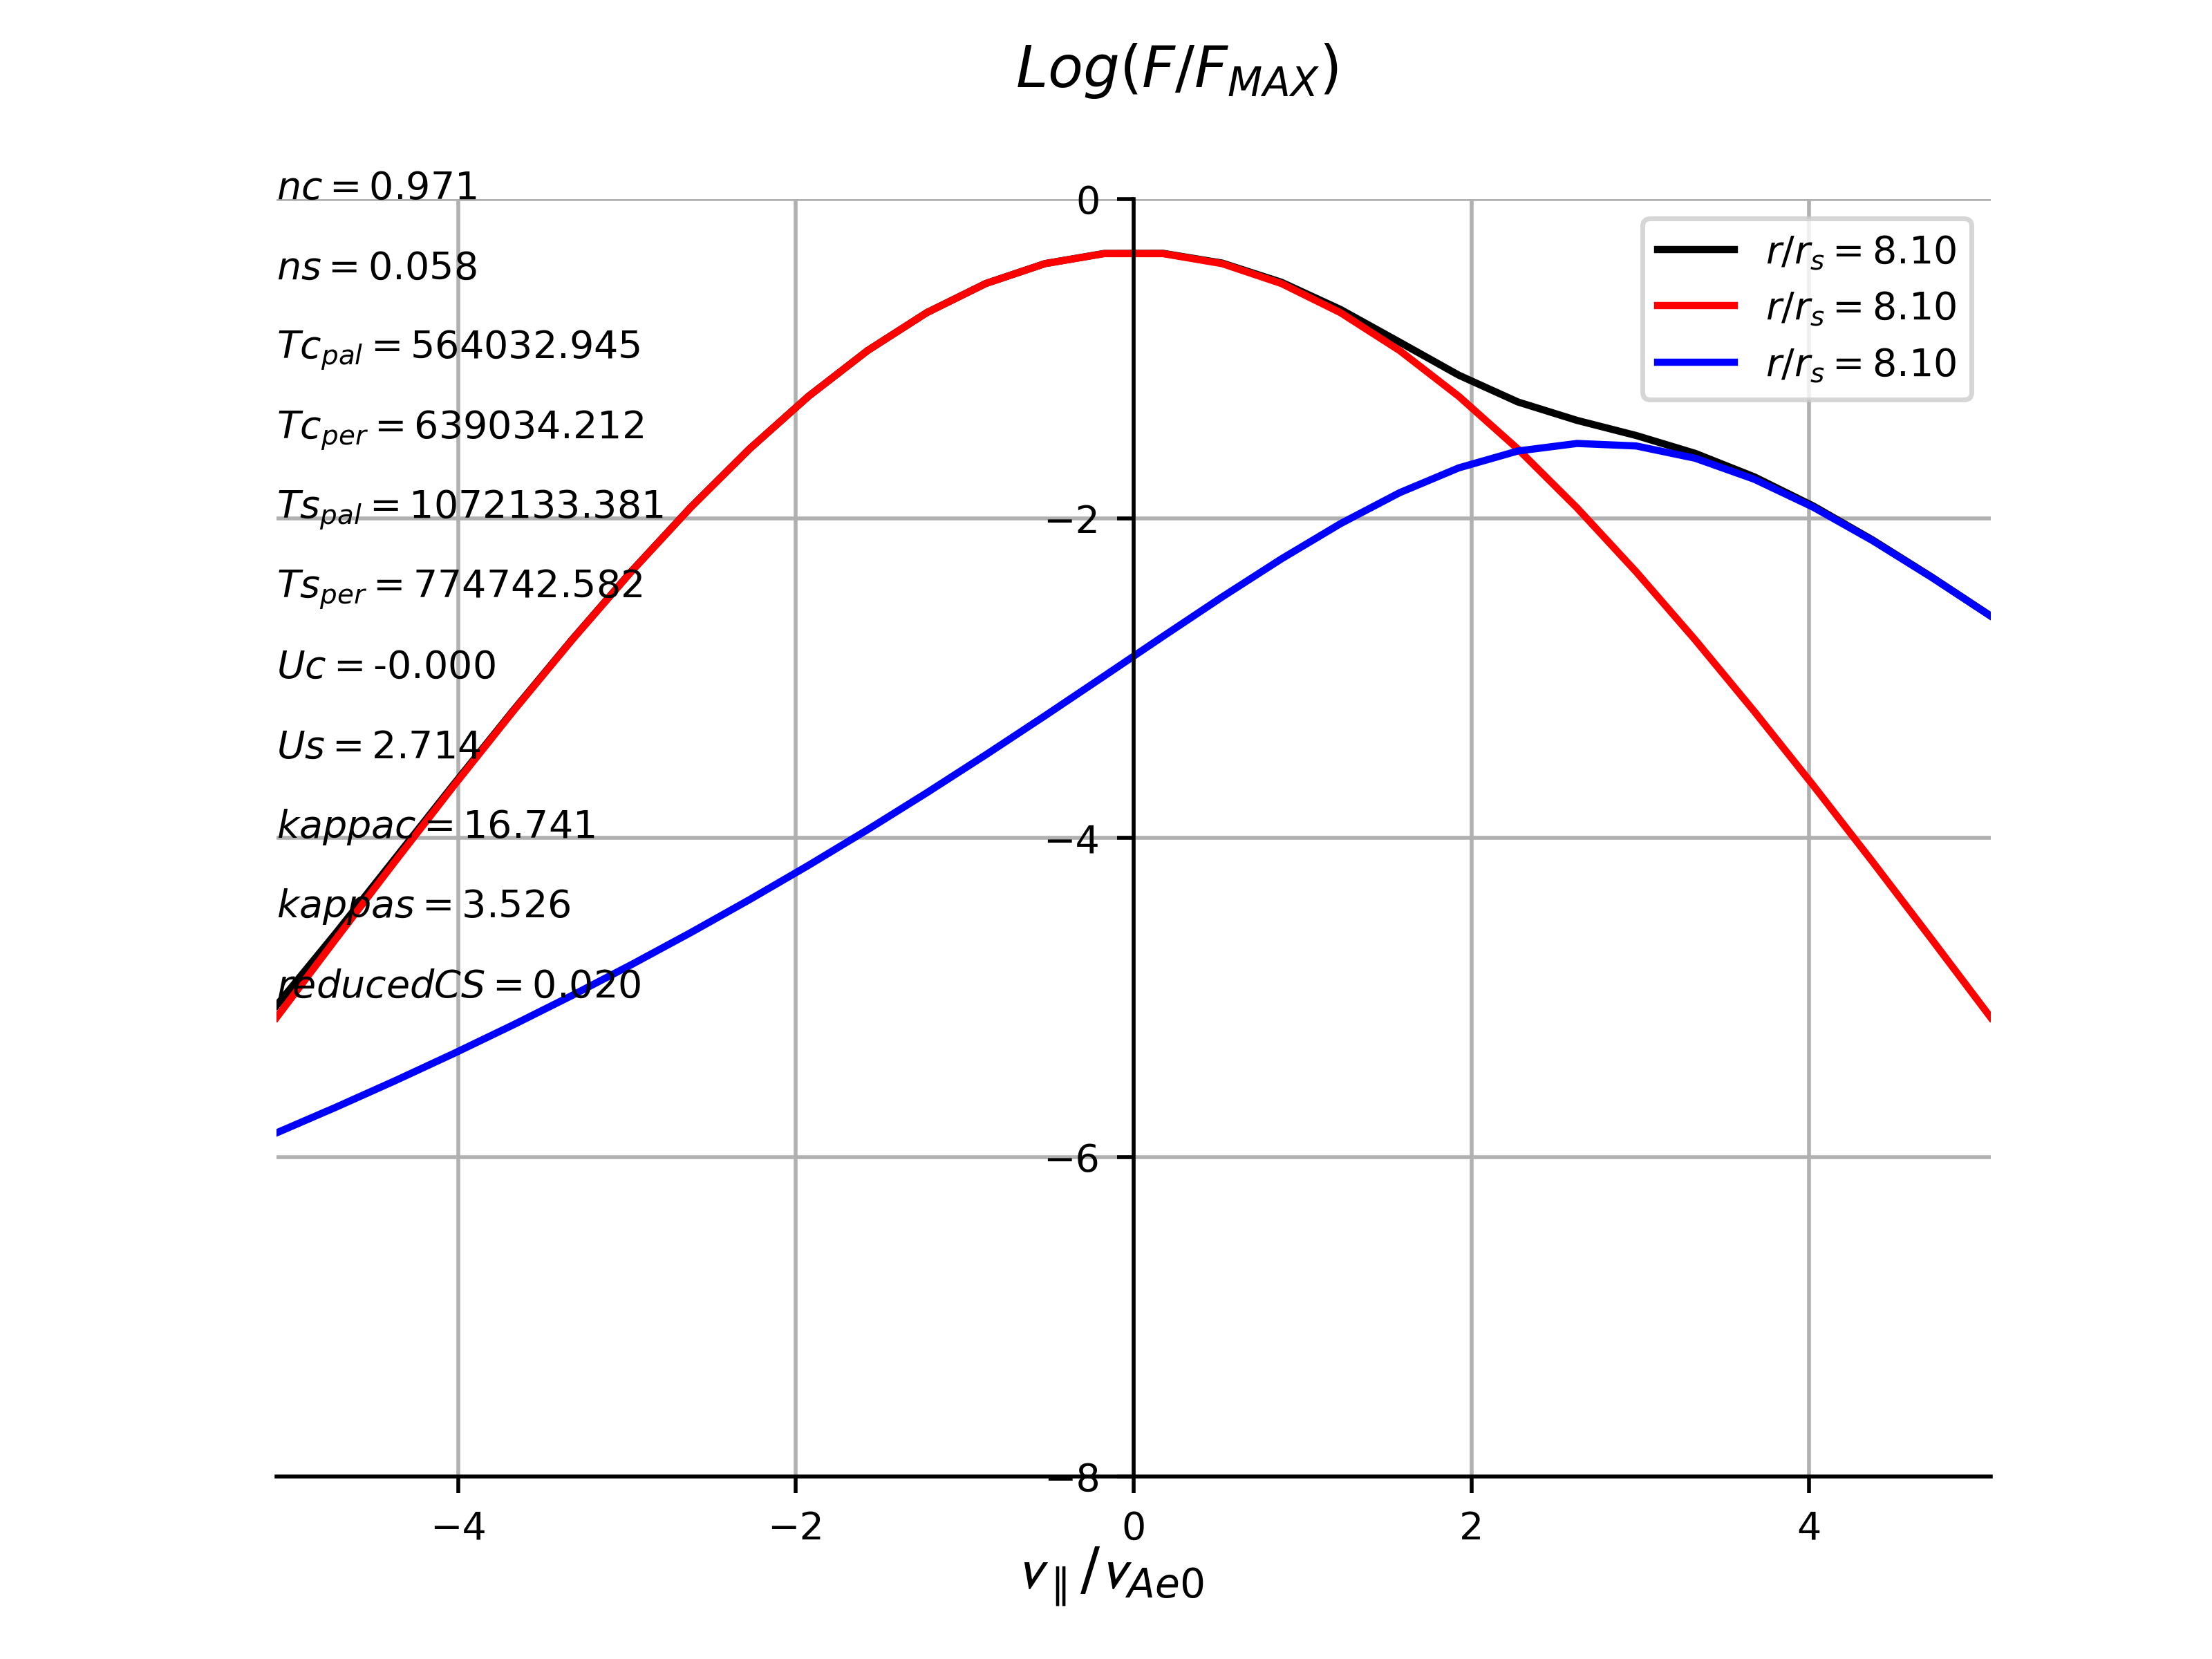 Log(F/F_MAX)
nc = 0.971
ns = 0.058
Tc_pal = 564032.945
Tc_per = 639034.212
Ts_pal = 1072133.381
Ts_per = 774742.582
Uc = -0.000
Us = 2.714
kappac = 16.741
kappas = 3.526
reducedCS = 0.020
r/r_s = 8.10
r/r_s = 8.10
r/r_s = 8.10
0
−2
−4
−6
−8
−4 −2 0 2 4
v_∥/v_Ae0